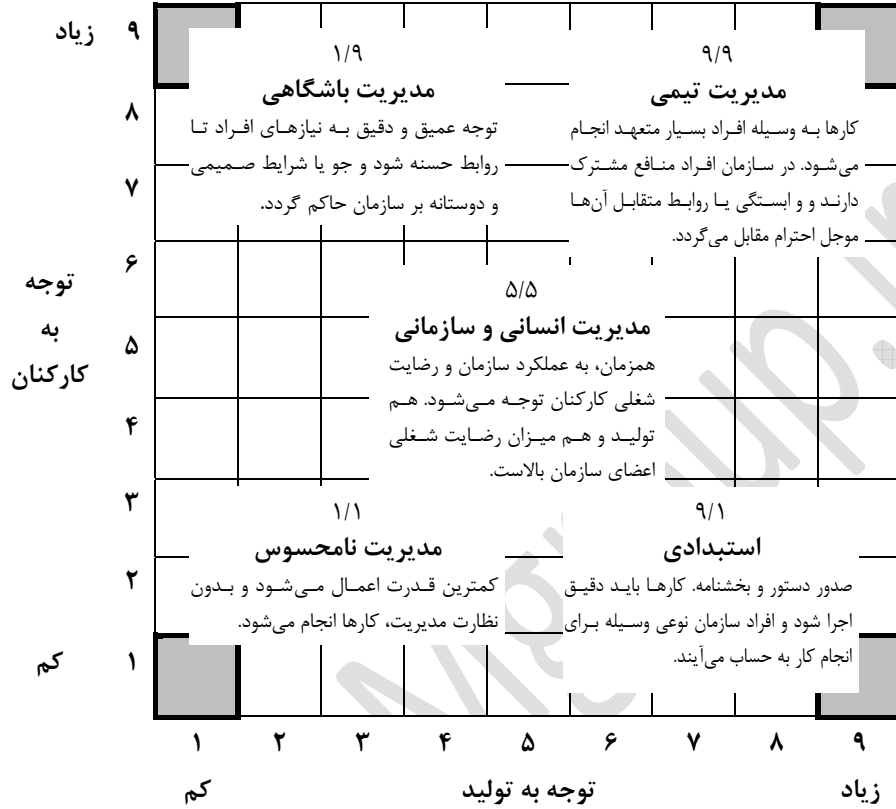 زیاد ۹
۸
۷
۶
توجه
به
کارکنان
۵
۴
۳
۲
کم ۱
۹/۹
مدیریت تیمی
کارها به وسیله افراد بسیار متعهد انجام
می‌شود. در سازمان افراد منافع مشترک
دارند و و ابستگی یا روابط متقابل آن‌ها
موجل احترام مقابل می‌گردد.
۱/۹
مدیریت باشگاهی
توجه عمیق و دقیق به نیازهای افراد تا
روابط حسنه شود و جو یا شرایط صمیمی
و دوستانه بر سازمان حاکم گردد.
۵/۵
مدیریت انسانی و سازمانی
همزمان، به عملکرد سازمان و رضایت
شغلی کارکنان توجه می‌شود. هم
تولید و هم میزان رضایت شغلی
اعضای سازمان بالاست.
۹/۱
استبدادی
صدور دستور و بخشنامه. کارها باید دقیق
اجرا شود و افراد سازمان نوعی وسیله برای
انجام کار به حساب می‌آیند.
۱/۱
مدیریت نامحسوس
کمترین قدرت اعمال می‌شود و بدون
نظارت مدیریت، کارها انجام می‌شود.
۱ ۲ ۳ ۴ ۵ ۶ ۷ ۸ ۹
کم توجه به تولید زیاد